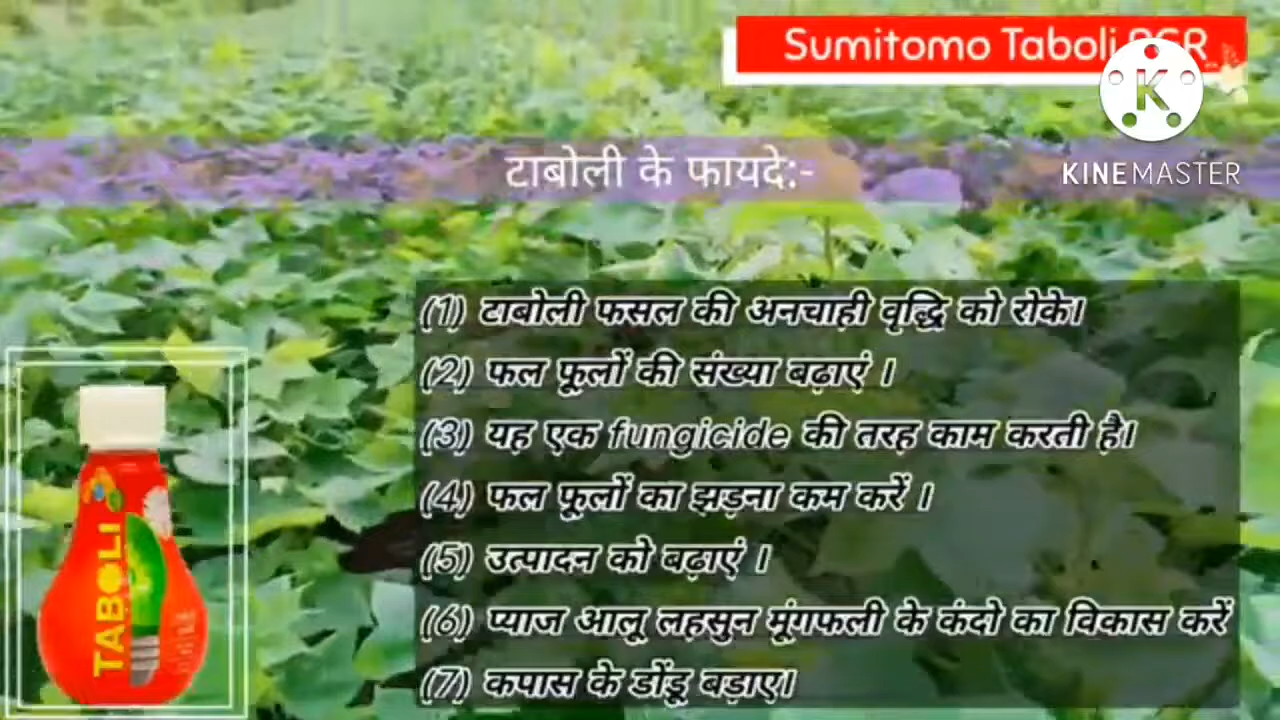 Sumitomo Taboli PGR
K
KINEMASTER
टाबोली के फायदे:-
(1) टाबोली फसल की अनचाही वृद्धि को रोके।
(2) फल फूलों की संख्या बढ़ाएं ।
(3) यह एक fungicide की तरह काम करती है।
(4) फल फूलों का झड़ना कम करें ।
(5) उत्पादन को बढ़ाएं ।
(6) प्याज आलू लहसुन मूंगफली के कंदो का विकास करें
(7) कपास के डोंडू बडाए।
TABOLI